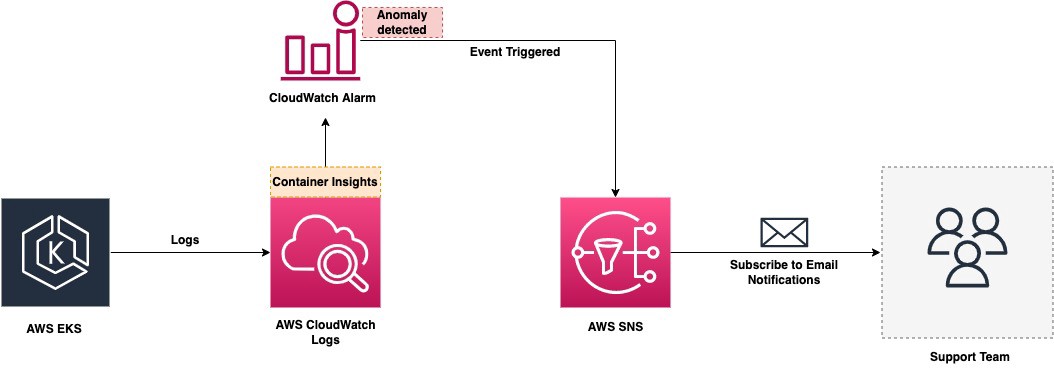 Anomaly
detected
Event Triggered
CloudWatch Alarm
Container Insights
K
Logs
Subscribe to Email
Notifications
AWS EKS
AWS CloudWatch
Logs
AWS SNS
Support Team